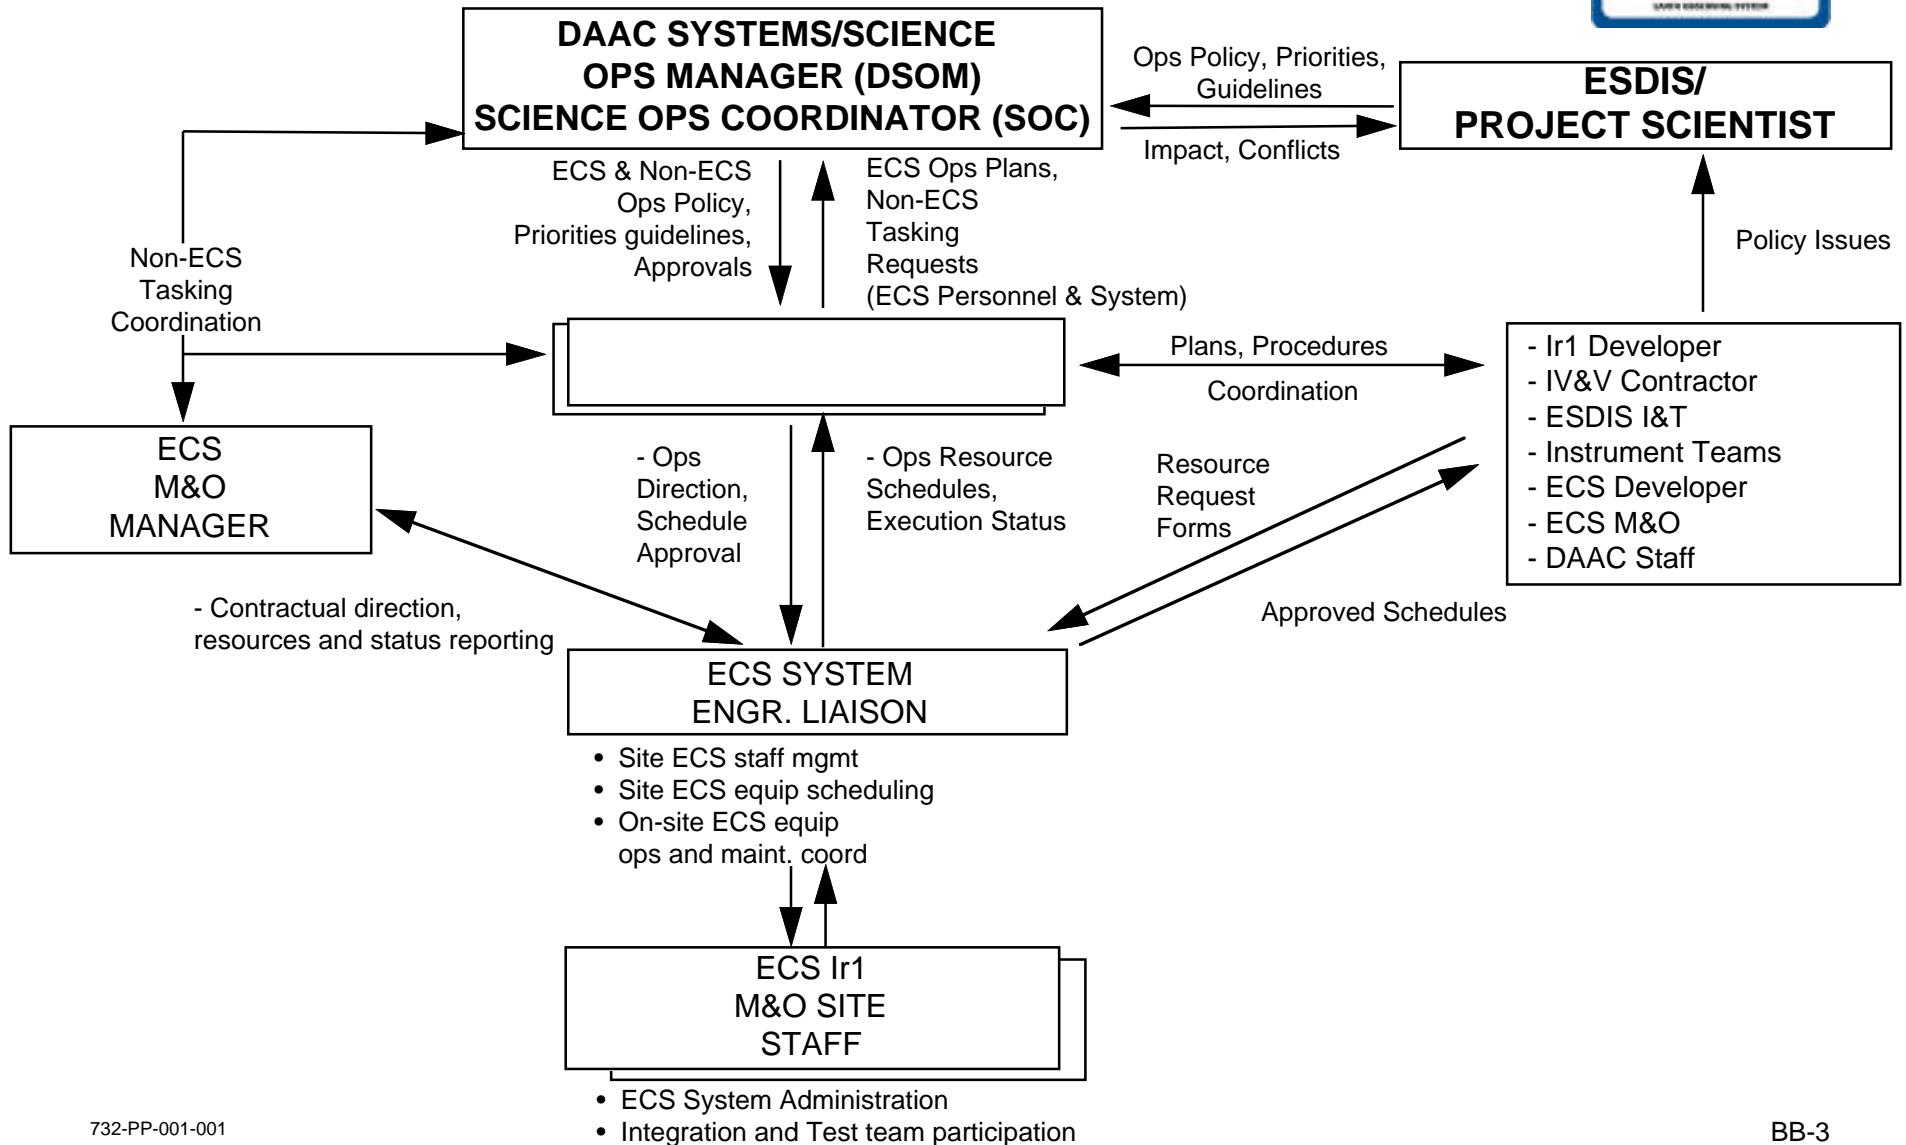 DAAC SYSTEMS/SCIENCE
OPS MANAGER (DSOM)
SCIENCE OPS COORDINATOR (SOC)
Ops Policy, Priorities,
Guidelines
Impact, Conflicts
ESDIS/
PROJECT SCIENTIST
ECS & Non-ECS
Ops Policy,
Priorities guidelines,
Approvals
ECS Ops Plans,
Non-ECS
Tasking
Requests
(ECS Personnel & System)
Policy Issues
Non-ECS
Tasking
Coordination
Plans, Procedures
Coordination
- Ir1 Developer
- IV&V Contractor
- ESDIS I&T
- Instrument Teams
- ECS Developer
- ECS M&O
- DAAC Staff
ECS
M&O
MANAGER
- Ops
Direction,
Schedule
Approval
- Ops Resource
Schedules,
Execution Status
Resource
Request
Forms
Approved Schedules
- Contractual direction,
resources and status reporting
ECS SYSTEM
ENGR. LIAISON
• Site ECS staff mgmt
• Site ECS equip scheduling
• On-site ECS equip
ops and maint. coord
ECS Ir1
M&O SITE
STAFF
• ECS System Administration
• Integration and Test team participation
732-PP-001-001
BB-3